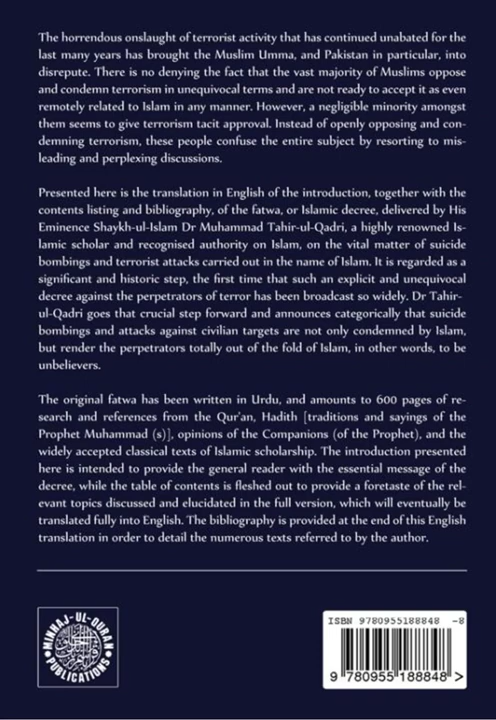 The horrendous onslaught of terrorist activity that has continued unabated for the
last many years has brought the Muslim Umma, and Pakistan in particular, into
disrepute. There is no denying the fact that the vast majority of Muslims oppose
and condemn terrorism in unequivocal terms and are not ready to accept it as even
remotely related to Islam in any manner. However, a negligible minority amongst
them seems to give terrorism tacit approval. Instead of openly opposing and con-
demning terrorism, these people confuse the entire subject by resorting to mis-
leading and perplexing discussions.
Presented here is the translation in English of the introduction, together with the
contents listing and bibliography, of the fatwa, or Islamic decree, delivered by His
Eminence Shaykh-ul-Islam Dr Muhammad Tahir-ul-Qadri, a highly renowned Is-
lamic scholar and recognised authority on Islam, on the vital matter of suicide
bombings and terrorist attacks carried out in the name of Islam. It is regarded as a
significant and historic step, the first time that such an explicit and unequivocal
decree against the perpetrators of terror has been broadcast so widely. Dr Tahir-
ul-Qadri goes that crucial step forward and announces categorically that suicide
bombings and attacks against civilian targets are not only condemned by Islam,
but render the perpetrators totally out of the fold of Islam, in other words, to be
unbelievers.
The original fatwa has been written in Urdu, and amounts to 600 pages of re-
search and references from the Qur'an, Hadith [traditions and sayings of the
Prophet Muhammad (s)], opinions of the Companions (of the Prophet), and the
widely accepted classical texts of Islamic scholarship. The introduction presented
here is intended to provide the general reader with the essential message of the
decree, while the table of contents is fleshed out to provide a foretaste of the rel-
evant topics discussed and elucidated in the full version, which will eventually be
translated fully into English. The bibliography is provided at the end of this English
translation in order to detail the numerous texts referred to by the author.
MINHAJ-UL-QURAN
PUBLICATIONS
ISBN 9780955188848 -8
9 780955 188848 >